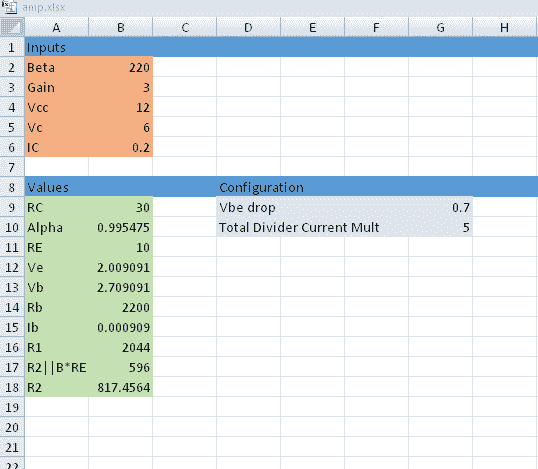 amp.xlsx
A B C D E F G H
1 Inputs
2 Beta 220
3 Gain 3
4 Vcc 12
5 Vc 6
6 IC 0.2
7
8 Values Configuration
9 RC 30 Vbe drop 0.7
10 Alpha 0.995475 Total Divider Current Mult 5
11 RE 10
12 Ve 2.009091
13 Vb 2.709091
14 Rb 2200
15 Ib 0.000909
16 R1 2044
17 R2||B*RE 596
18 R2 817.4564
19
20
21
22